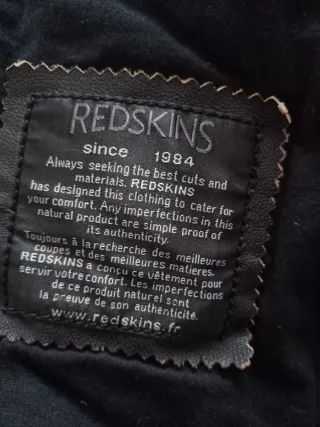 REDSKINS
since 1984
Always seeking the best cuts and
materials. REDSKINS
has designed this clothing to cater for
your comfort. Any imperfections in this
natural product are simple proof of
its authenticity.
Toujours à la recherche des meilleures
coupes et des meilleures matieres.
REDSKINS a conçu ce vêtement pour
servir votre confort. Les imperfections
de ce produit naturel sont
la preuve de son authenticité.
www.redskins.fr